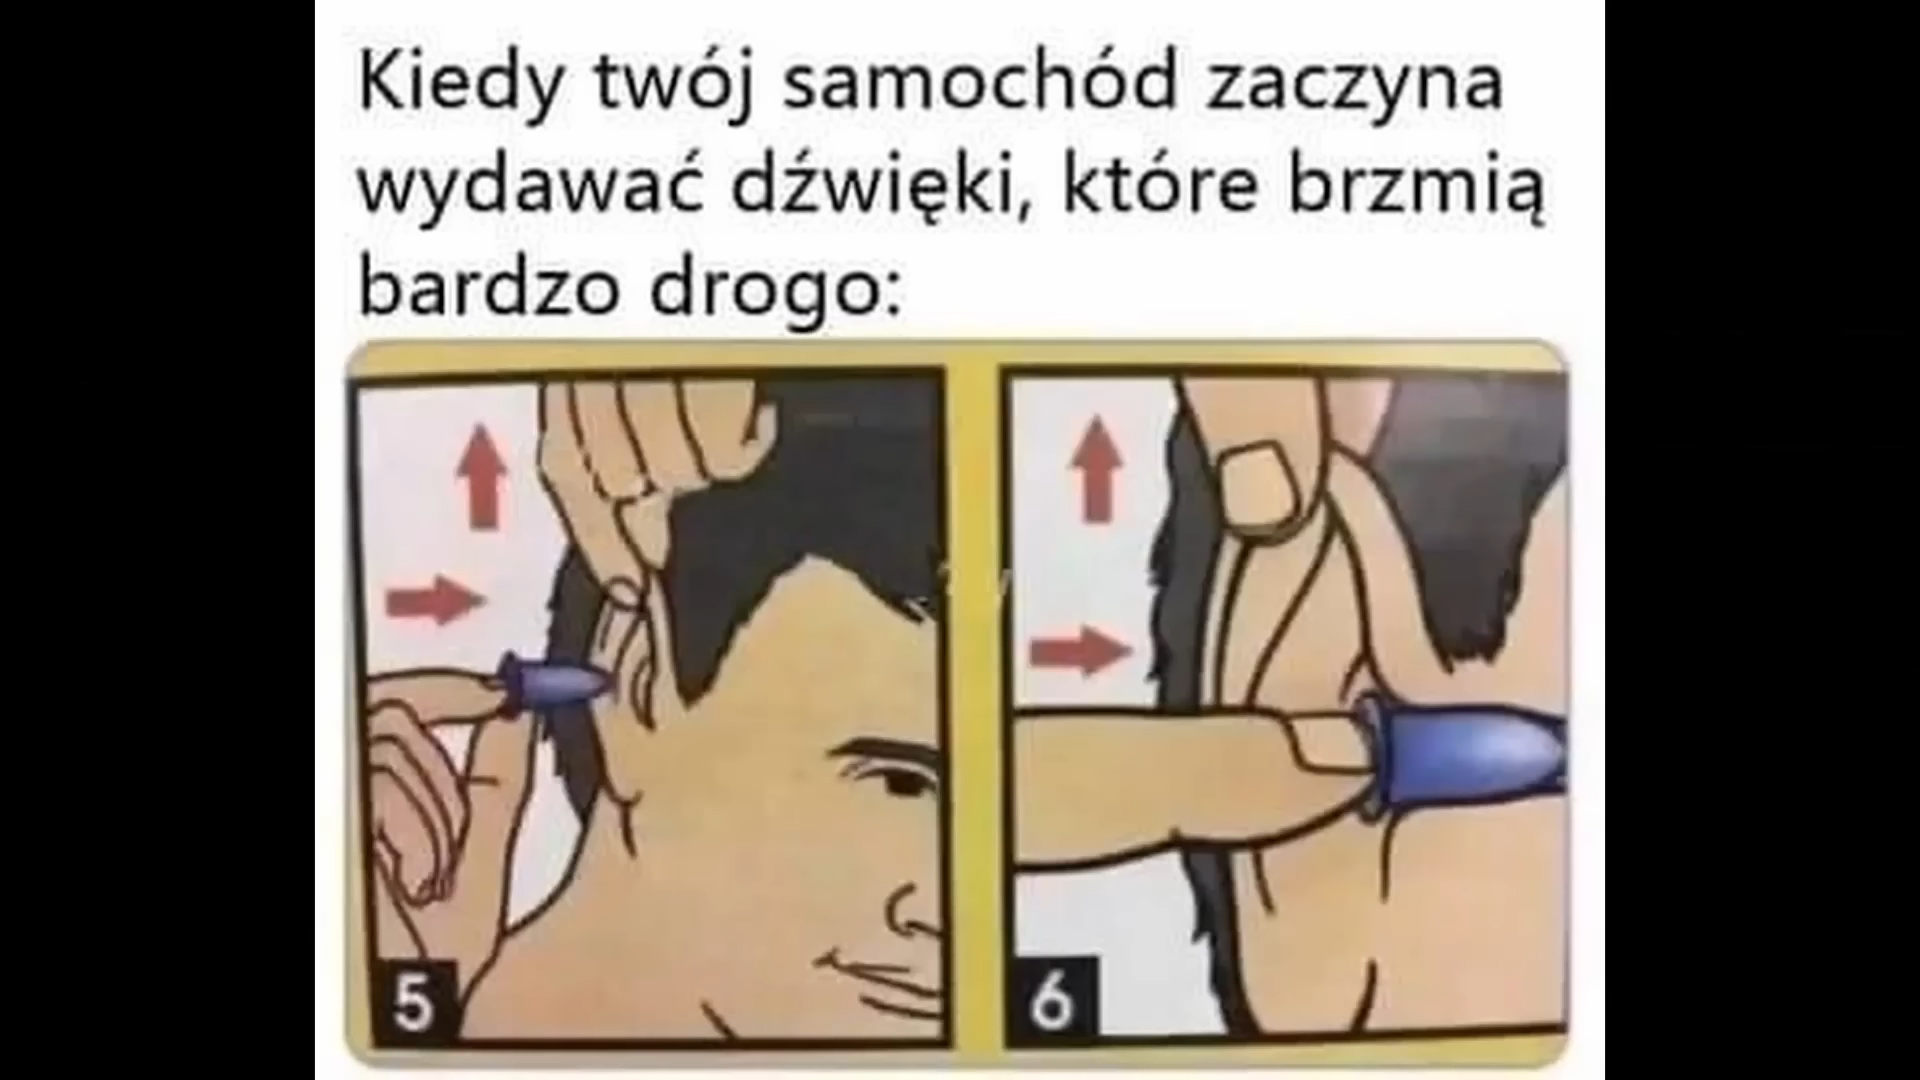 Kiedy twój samochód zaczyna
wydawać dźwięki, które brzmią
bardzo drogo:
5
6